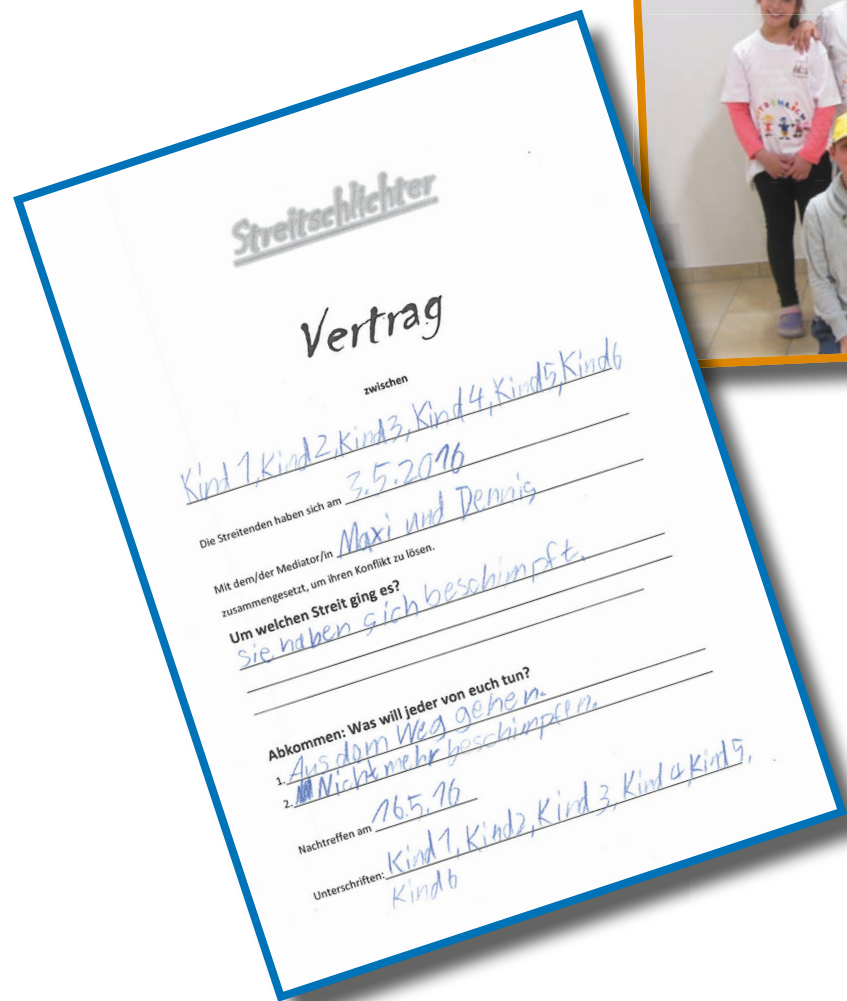 Streitschlichter
Vertrag
zwischen
Kind 1, Kind 2, Kind 3, Kind 4, Kind 5, Kind 6
Die Streitenden haben sich am 3.5.2016
Mit dem/der Mediator/in Maxi und Dennis
zusammengesetzt, um ihren Konflikt zu lösen.
Um welchen Streit ging es?
sie haben sich beschimpft.
Abkommen: Was will jeder von euch tun?
1. Aus dam Weg gehen.
2. Nicht mehr beschimpfen.
Nachtreffen am 16.5.16
Unterschriften: Kind 1, Kind 2, Kind 3, Kind 4, Kind 5,
Kind 6